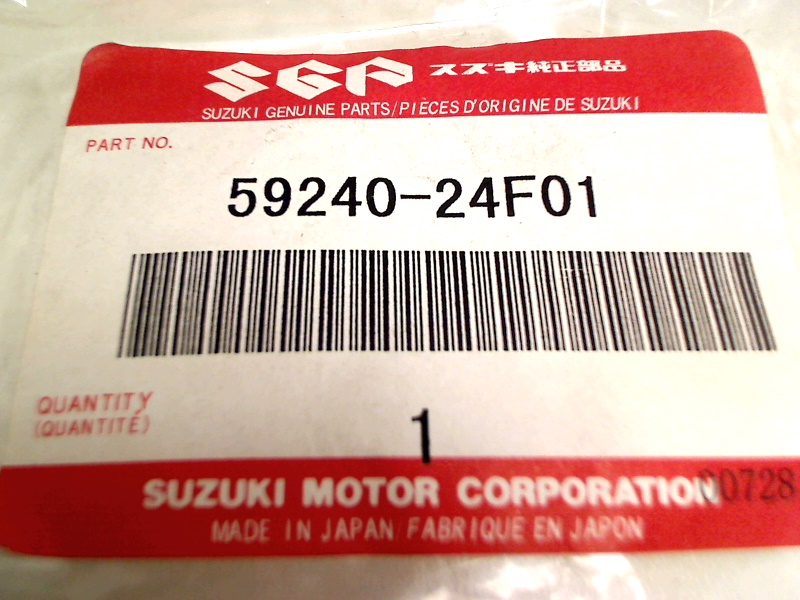 SGP スズキ純正部品
SUZUKI GENUINE PARTS/PIÈCES D'ORIGINE DE SUZUKI
PART NO.
59240-24F01
QUANTITY
(QUANTITÉ)
1
SUZUKI MOTOR CORPORATION 00728
MADE IN JAPAN/FABRIQUÉ EN JAPON